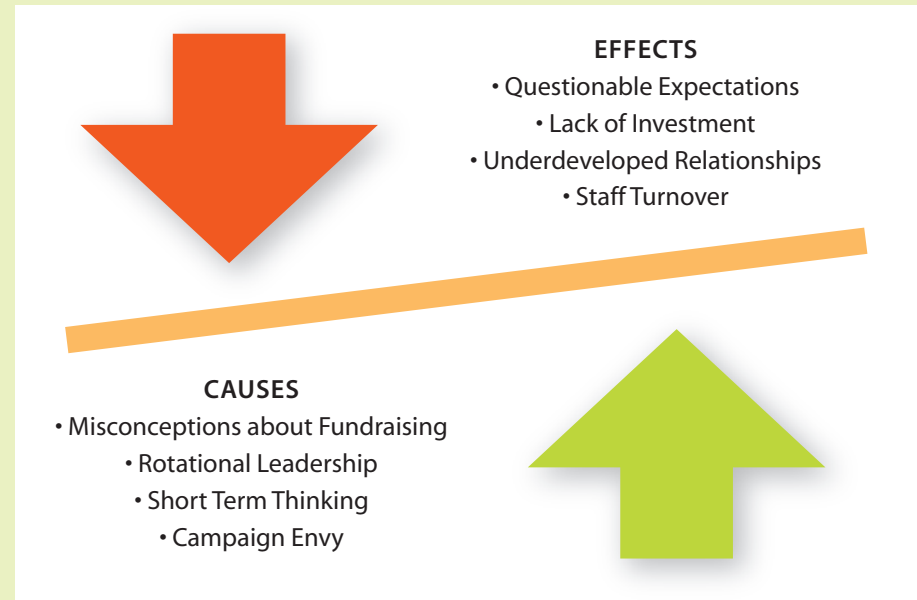 EFFECTS
• Questionable Expectations
• Lack of Investment
• Underdeveloped Relationships
• Staff Turnover
CAUSES
• Misconceptions about Fundraising
• Rotational Leadership
• Short Term Thinking
• Campaign Envy